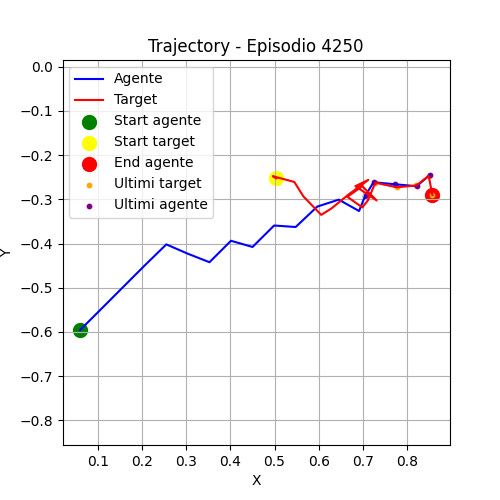 Trajectory - Episodio 4250
Agente
Target
Start agente
Start target
End agente
Ultimi target
Ultimi agente
0.0
−0.1
−0.2
−0.3
−0.4
−0.5
−0.6
−0.7
−0.8
Y
0.1 0.2 0.3 0.4 0.5 0.6 0.7 0.8
X